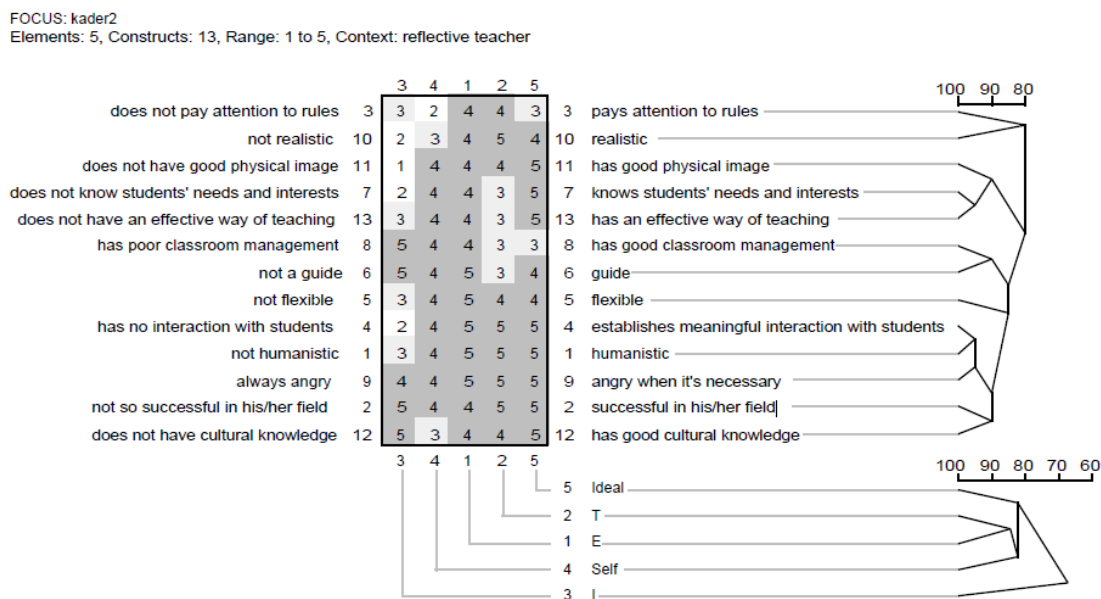 FOCUS: kader2
Elements: 5, Constructs: 13, Range: 1 to 5, Context: reflective teacher
3 4 1 2 5 100 90 80
does not pay attention to rules 3 3 2 4 4 3 3 pays attention to rules
not realistic 10 2 3 4 5 4 10 realistic
does not have good physical image 11 1 4 4 4 5 11 has good physical image
does not know students' needs and interests 7 2 4 4 3 5 7 knows students' needs and interests
does not have an effective way of teaching 13 3 4 4 3 5 13 has an effective way of teaching
has poor classroom management 8 5 4 4 3 3 8 has good classroom management
not a guide 6 5 4 5 3 4 6 guide
not flexible 5 3 4 5 4 4 5 flexible
has no interaction with students 4 2 4 5 5 5 4 establishes meaningful interaction with students
not humanistic 1 3 4 5 5 5 1 humanistic
always angry 9 4 4 5 5 5 9 angry when it's necessary
not so successful in his/her field 2 5 4 4 5 5 2 successful in his/her field
does not have cultural knowledge 12 5 3 4 4 5 12 has good cultural knowledge
3 4 1 2 5 100 90 80 70 60
5 Ideal
2 T
1 E
4 Self
3 I